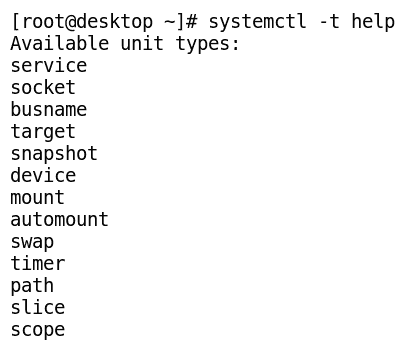 [root@desktop ~]# systemctl -t help
Available unit types:
service
socket
busname
target
snapshot
device
mount
automount
swap
timer
path
slice
scope